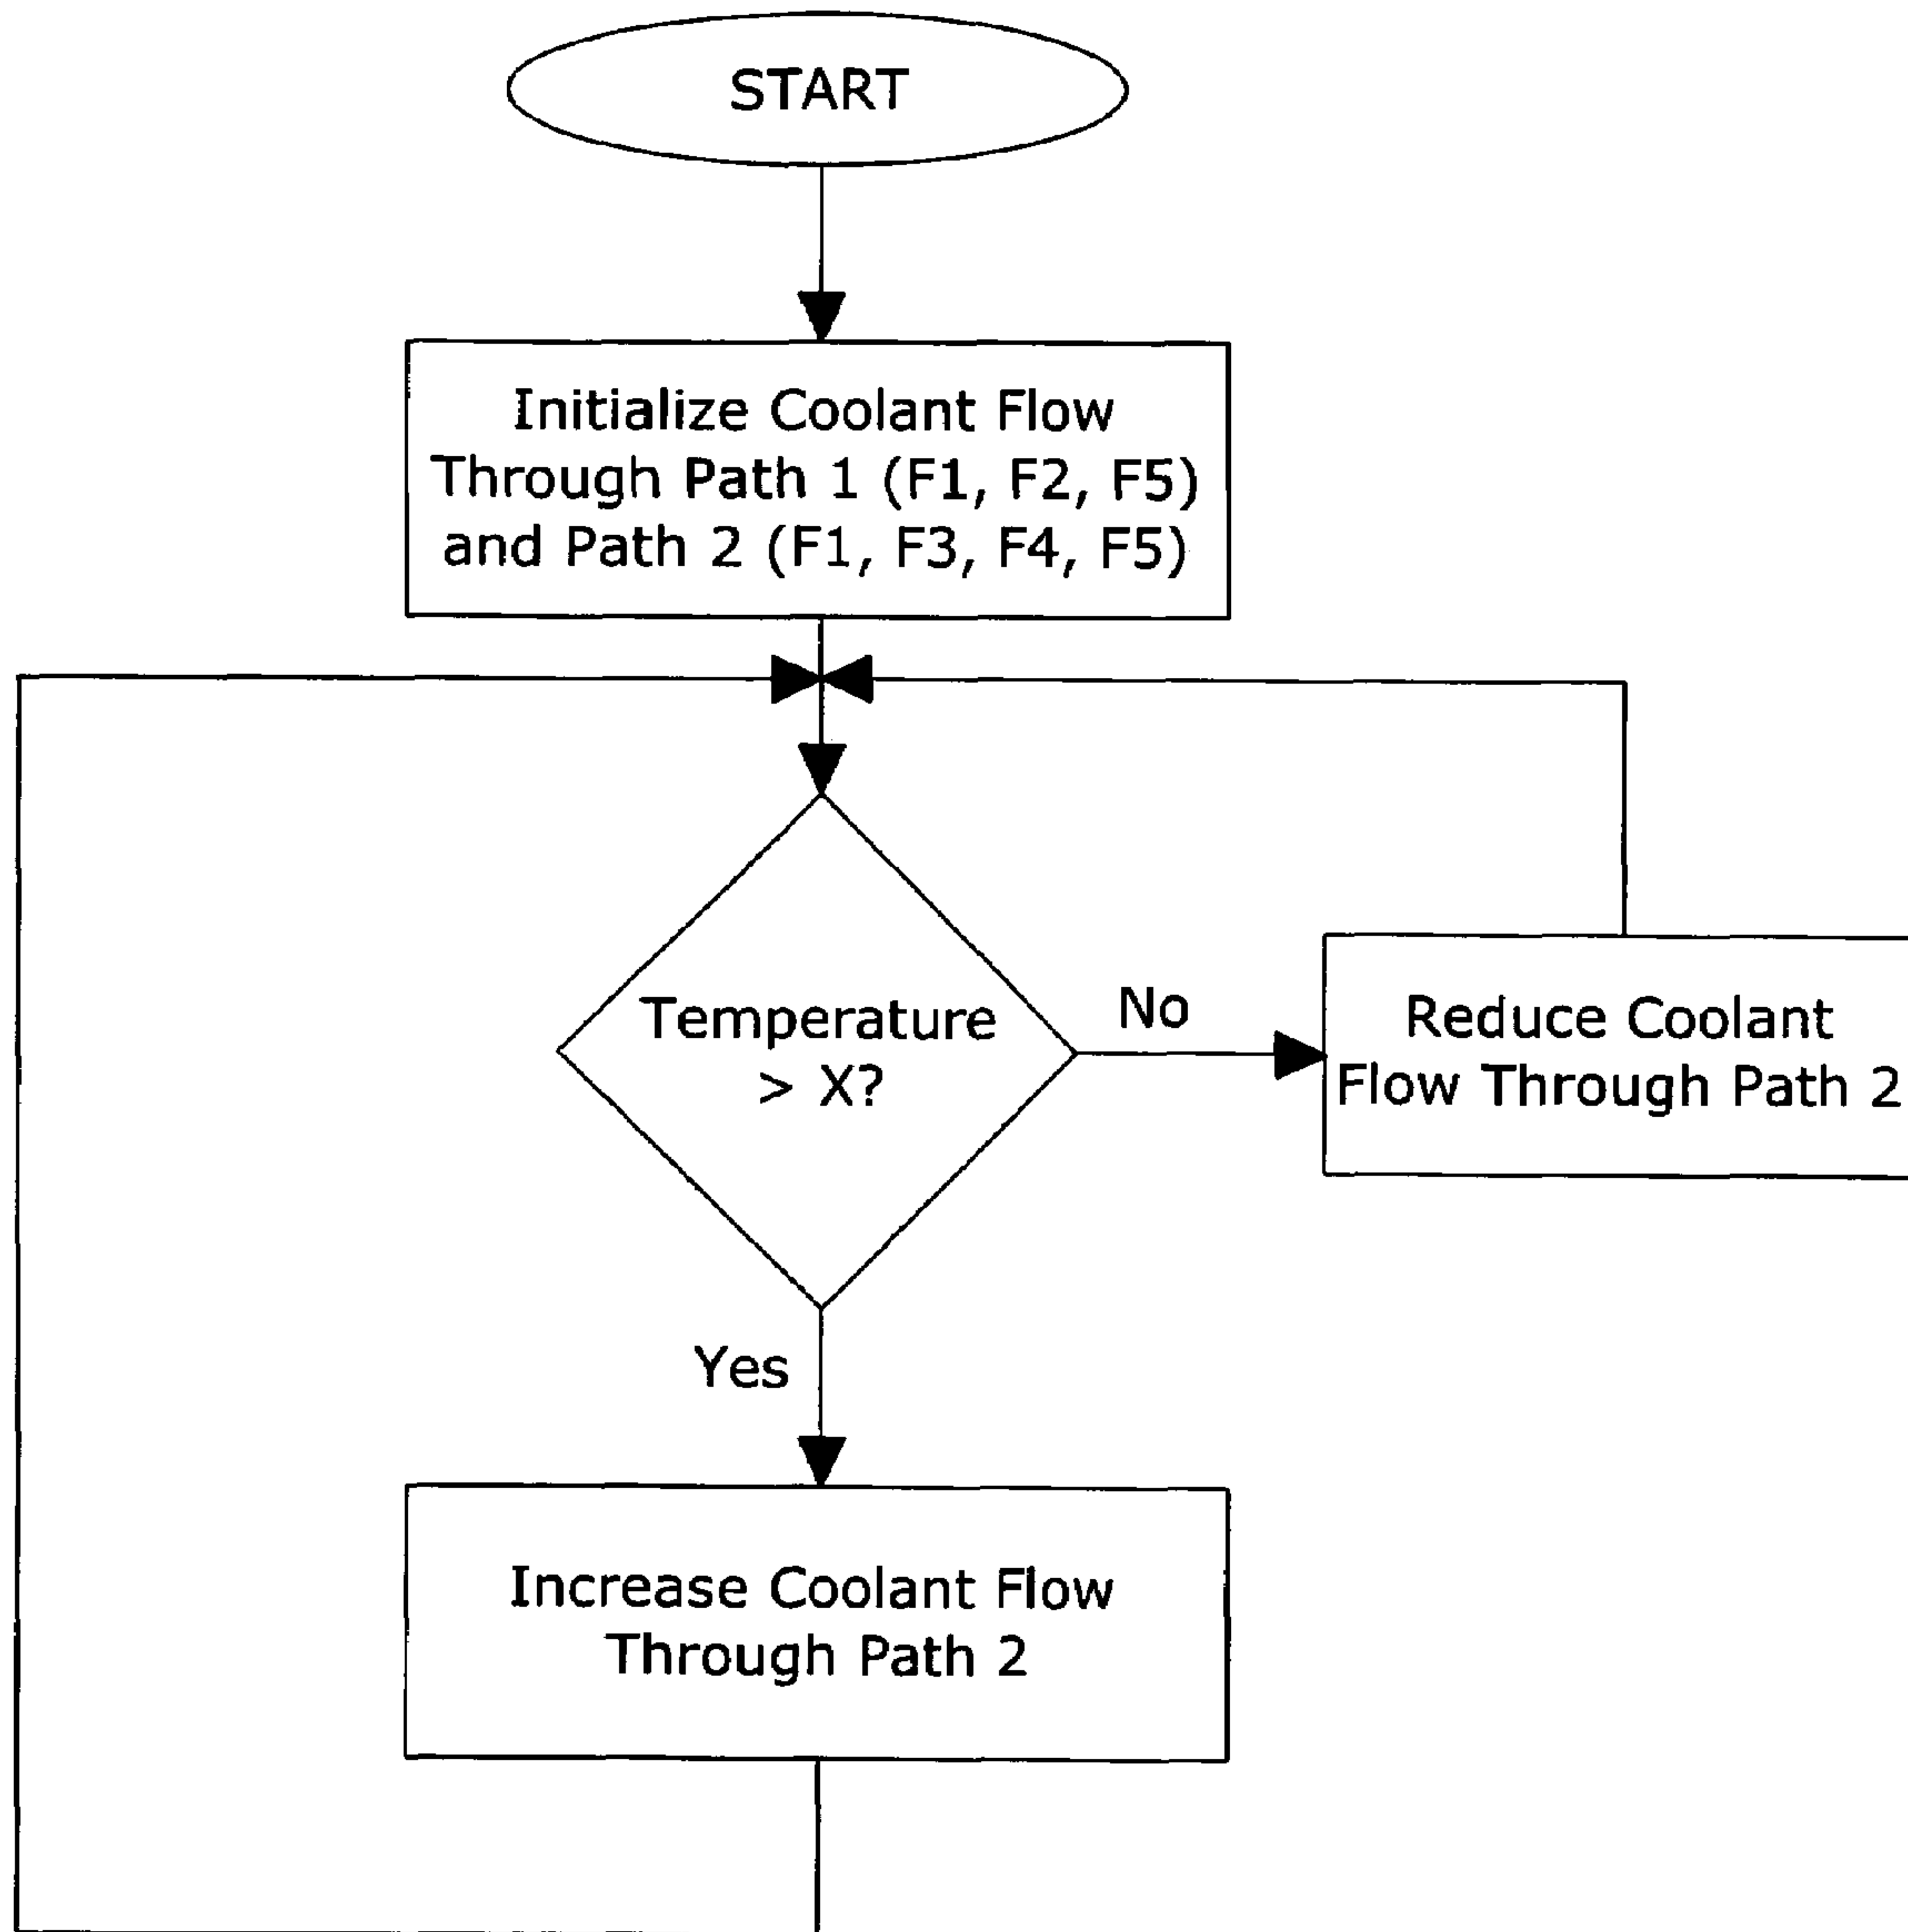 START
Initialize Coolant Flow
Through Path 1 (F1, F2, F5)
and Path 2 (F1, F3, F4, F5)
Temperature
> X?
No
Reduce Coolant
Flow Through Path 2
Yes
Increase Coolant Flow
Through Path 2